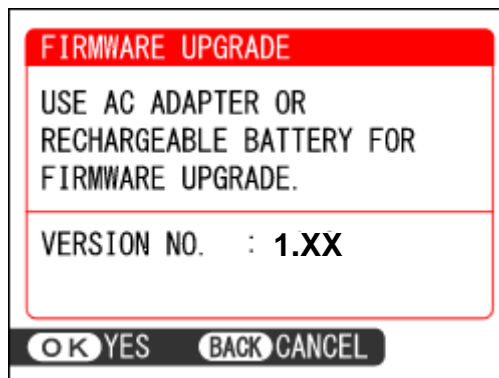 FIRMWARE UPGRADE
USE AC ADAPTER OR
RECHARGEABLE BATTERY FOR
FIRMWARE UPGRADE.
VERSION NO. : 1.XX
OK YES BACK CANCEL